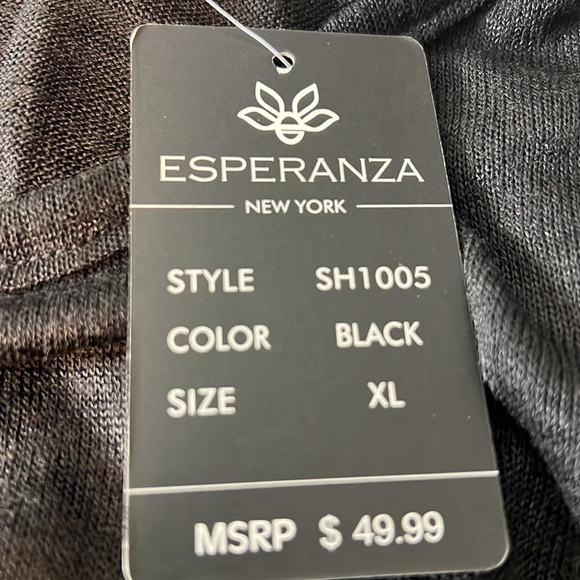 ESPERANZA
NEW YORK
STYLE SH1005
COLOR BLACK
SIZE XL
MSRP $ 49.99